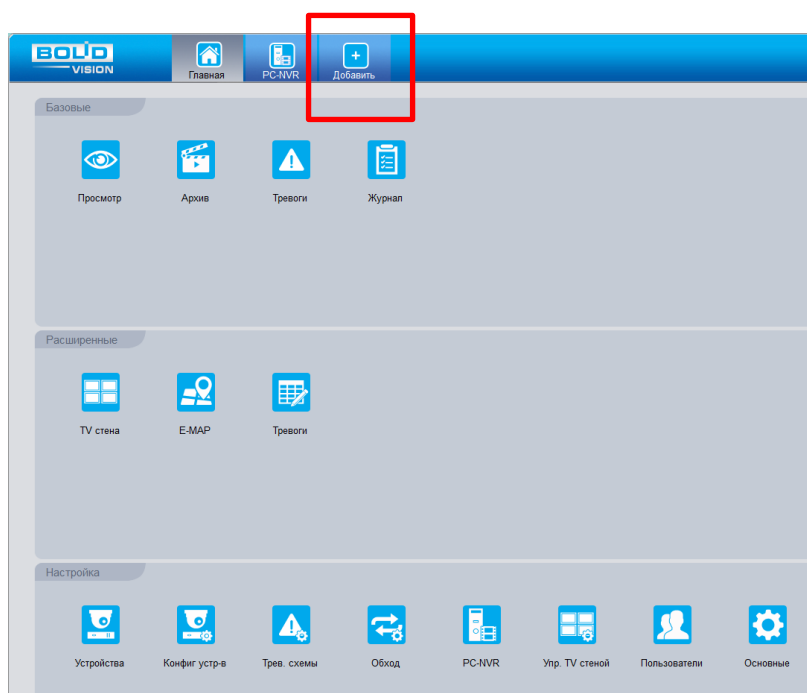 BOLID
VISION
Главная
PC-NVR
Добавить
Базовые
Просмотр
Архив
Тревоги
Журнал
Расширенные
TV стена
E-MAP
Тревоги
Настройка
Устройства
Конфиг устр-в
Трев. схемы
Обход
PC-NVR
Упр. TV стеной
Пользователи
Основные